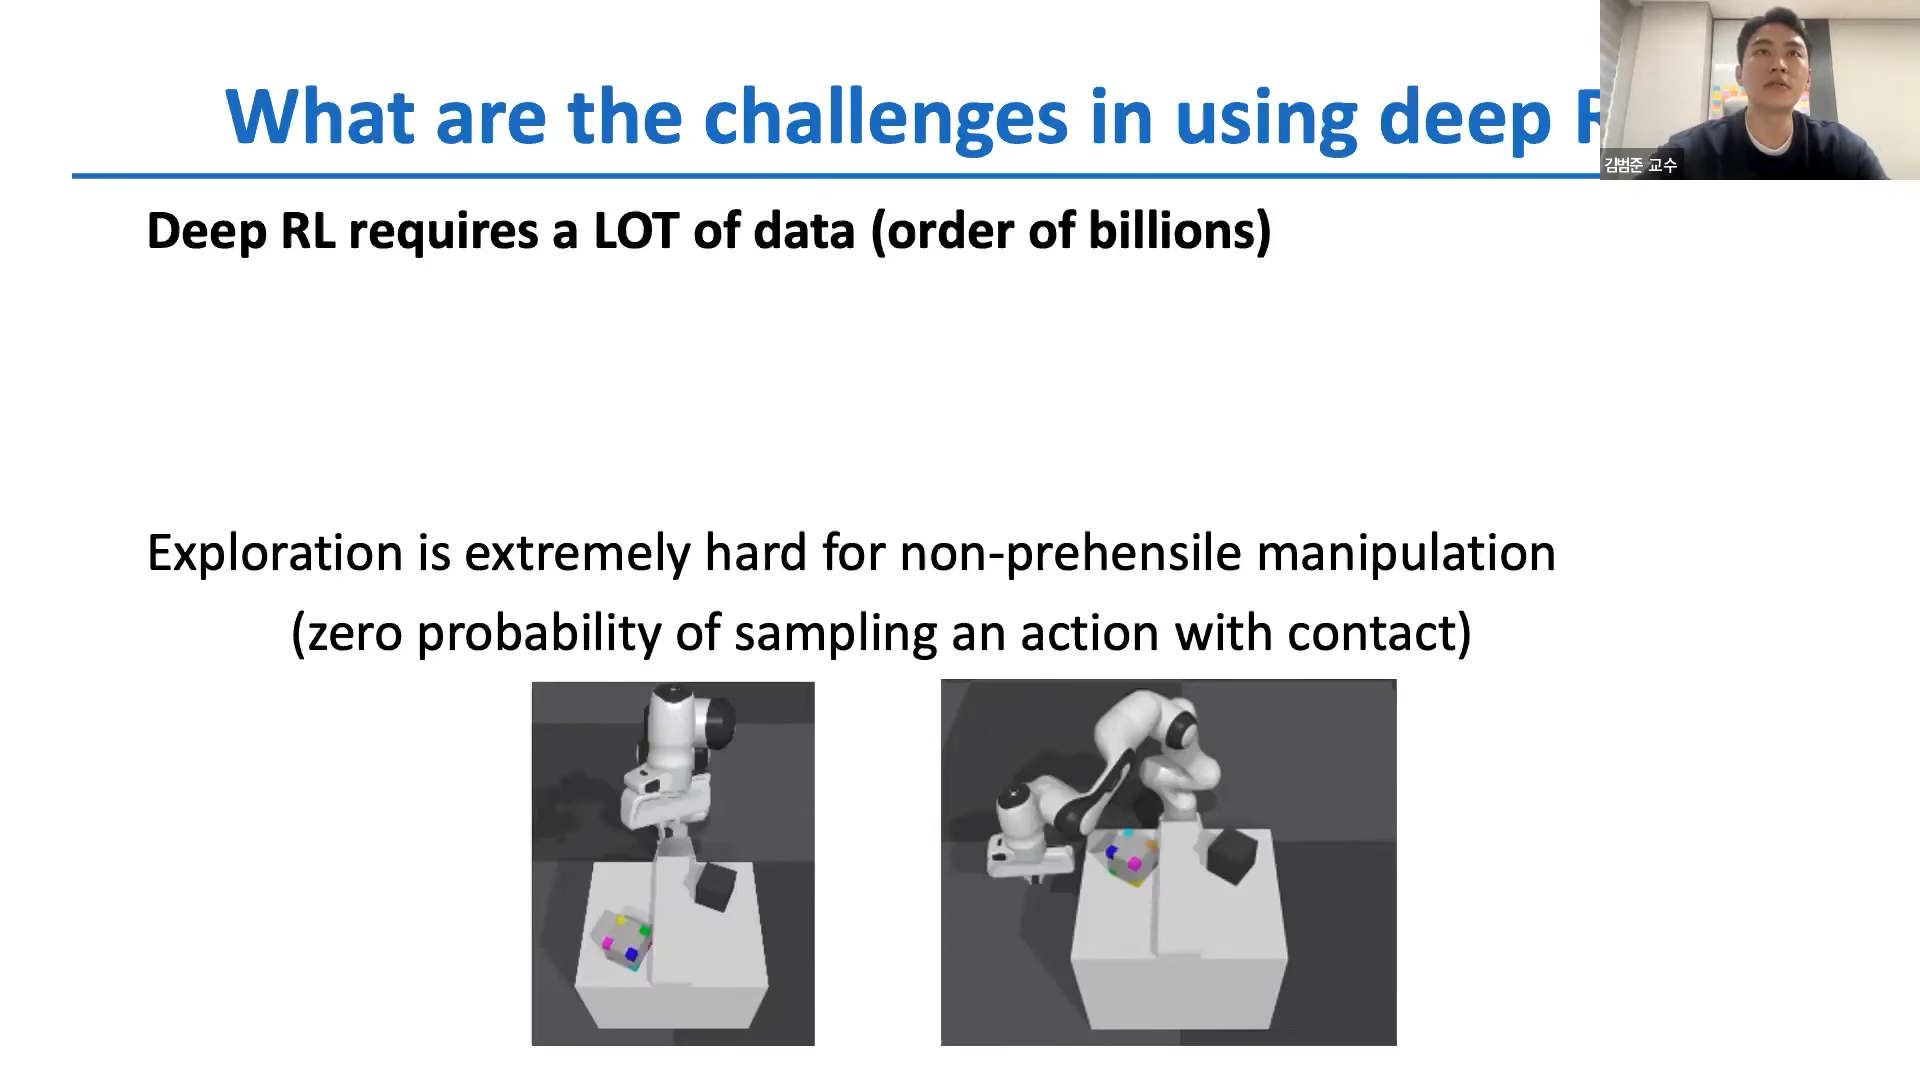 What are the challenges in using deep
김범준 교수
Deep RL requires a LOT of data (order of billions)
Exploration is extremely hard for non-prehensile manipulation
(zero probability of sampling an action with contact)